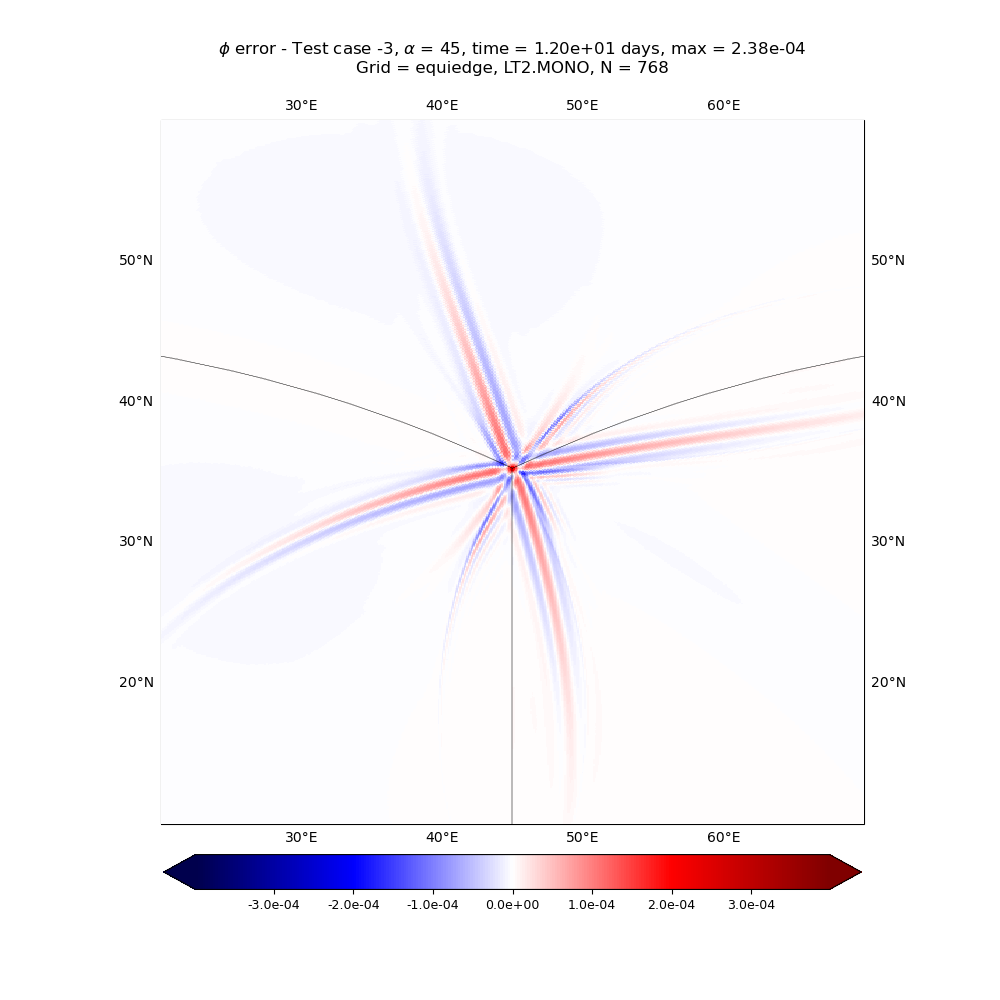 ϕ error - Test case -3, α = 45, time = 1.20e+01 days, max = 2.38e-04
Grid = equiedge, LT2.MONO, N = 768
30°E 40°E 50°E 60°E
50°N 50°N
40°N 40°N
30°N 30°N
20°N 20°N
30°E 40°E 50°E 60°E
-3.0e-04 -2.0e-04 -1.0e-04 0.0e+00 1.0e-04 2.0e-04 3.0e-04